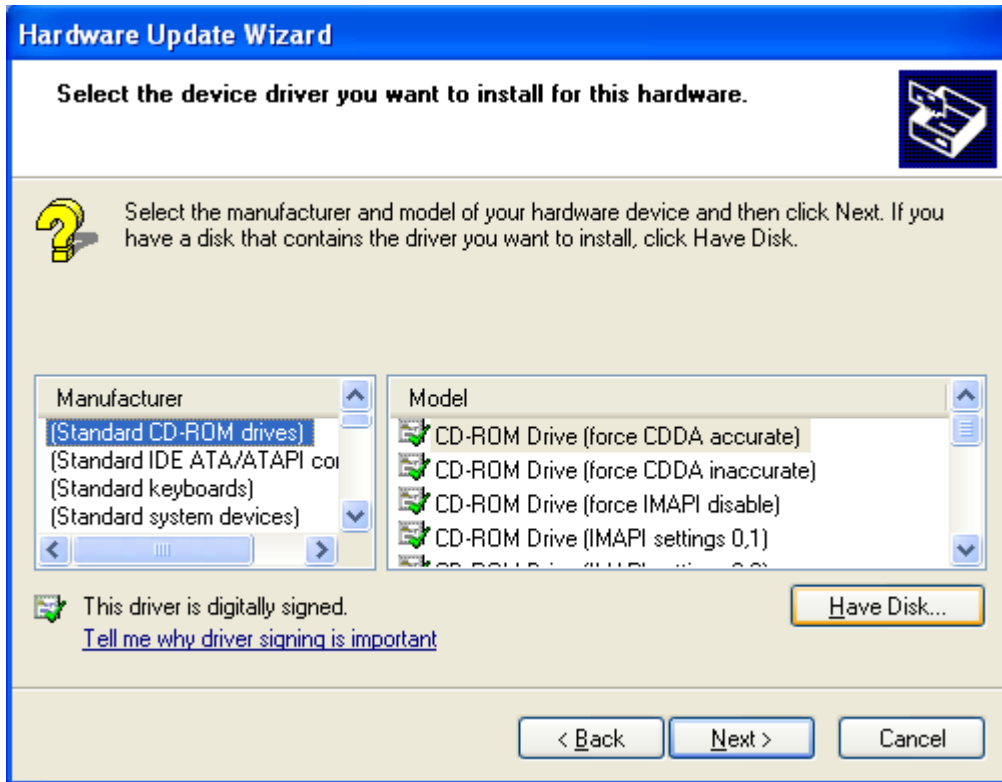 Hardware Update Wizard
Select the device driver you want to install for this hardware.
Select the manufacturer and model of your hardware device and then click Next. If you
have a disk that contains the driver you want to install, click Have Disk.
Manufacturer
(Standard CD-ROM drives)
(Standard IDE ATA/ATAPI
(Standard keyboards)
(Standard system devices)
Model
CD-ROM Drive (force CDDA accurate)
CD-ROM Drive (force CDDA inaccurate)
CD-ROM Drive (force IMAPI disable)
CD-ROM Drive (IMAPI settings 0,1)
This driver is digitally signed.
Tell me why driver signing is important
Have Disk...
< Back
Next >
Cancel